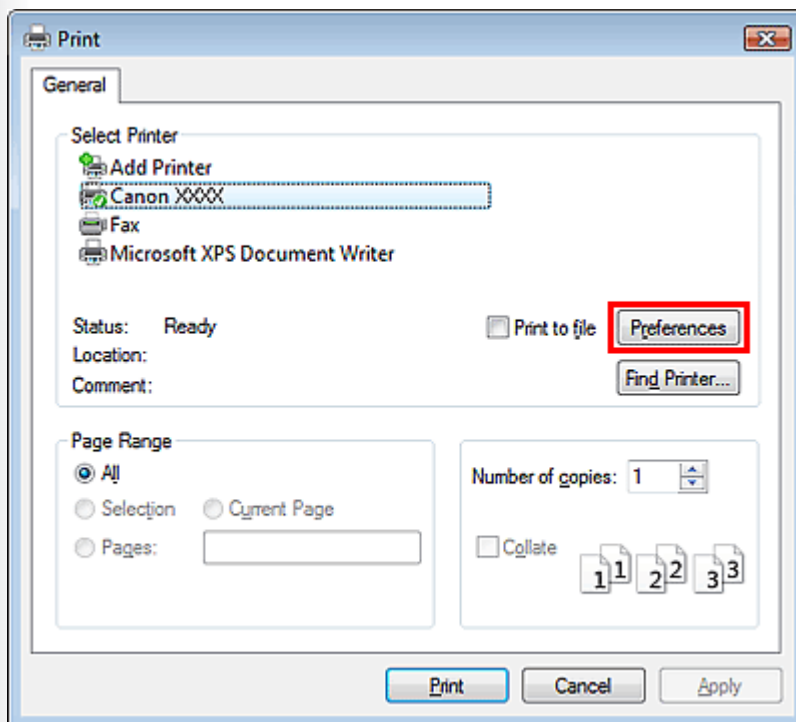 Print
General
Select Printer
Add Printer
Canon XXXX
Fax
Microsoft XPS Document Writer
Status: Ready
Print to file
Preferences
Location:
Comment:
Find Printer...
Page Range
All
Selection
Current Page
Pages:
Number of copies: 1
Collate
1 1 2 2 3 3
Print
Cancel
Apply